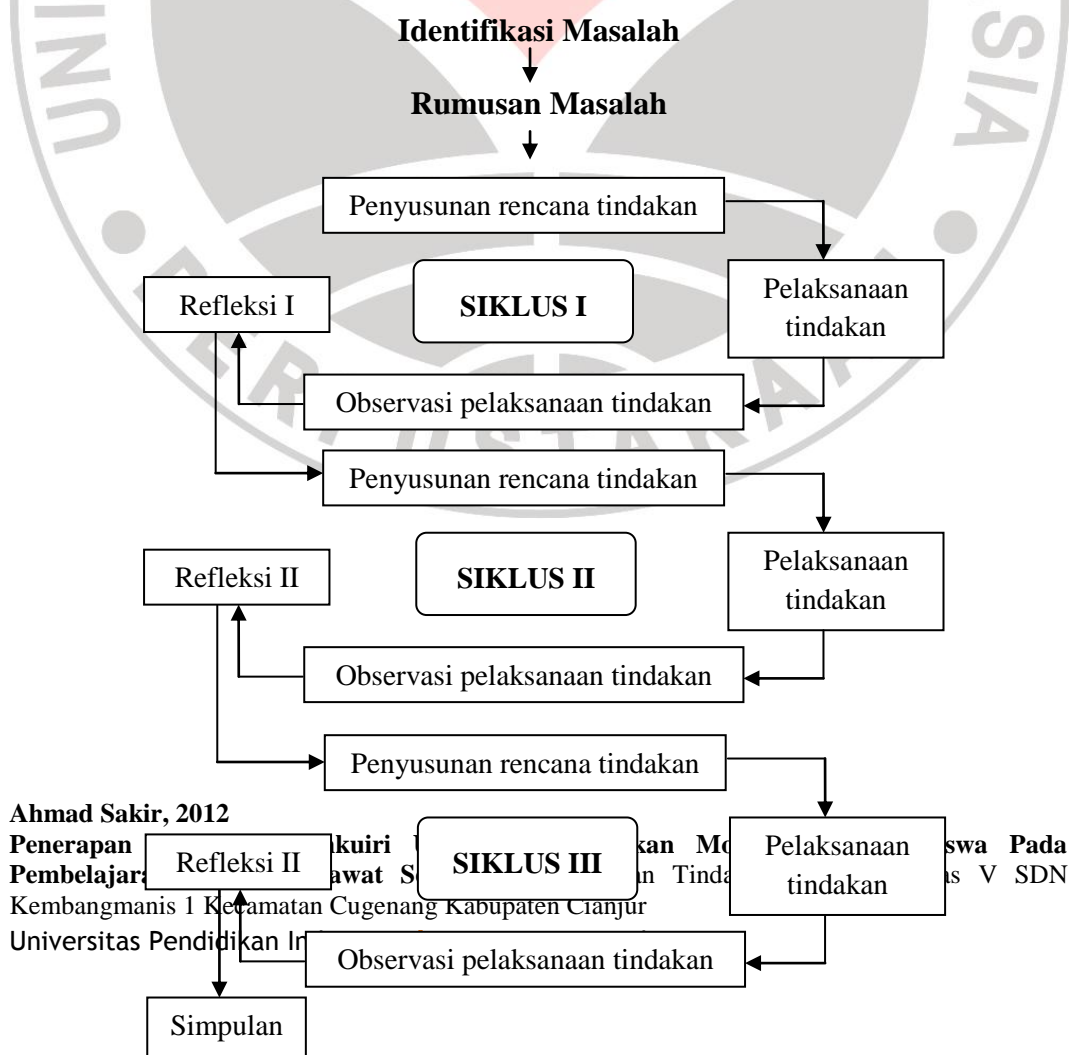 Identifikasi Masalah
Rumusan Masalah
Penyusunan rencana tindakan
Pelaksanaan
tindakan
Refleksi I
SIKLUS I
Observasi pelaksanaan tindakan
Penyusunan rencana tindakan
Pelaksanaan
tindakan
Refleksi II
SIKLUS II
Observasi pelaksanaan tindakan
Penyusunan rencana tindakan
Pelaksanaan
tindakan
Refleksi II
SIKLUS III
Observasi pelaksanaan tindakan
Simpulan
Ahmad Sakir, 2012
Penerapan Pada
V SDN
Kembangmanis 1 Kecamatan Cugenang Kabupaten Cianjur
Universitas Pendidikan